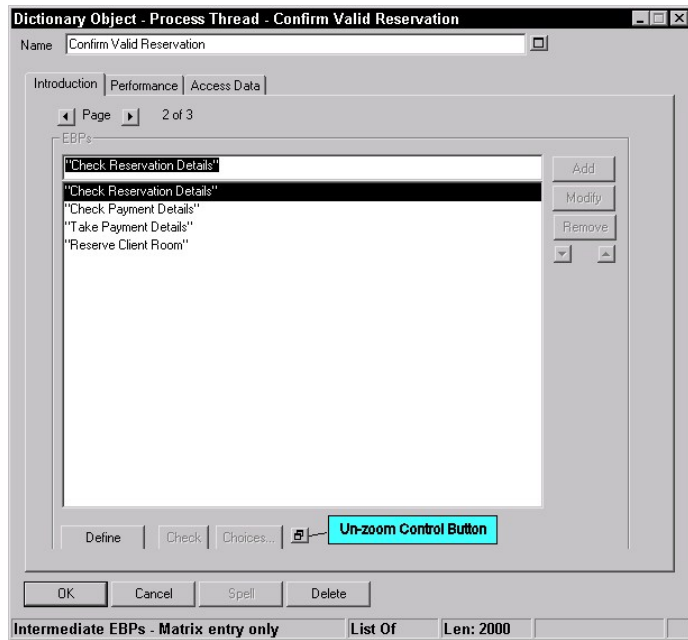 Dictionary Object - Process Thread - Confirm Valid Reservation
Name Confirm Valid Reservation
Introduction Performance Access Data
Page 2 of 3
EBPs
"Check Reservation Details"
Add
"Check Reservation Details"
"Check Payment Details"
Modify
"Take Payment Details"
Remove
"Reserve Client Room"
Define Check Choices... Un-zoom Control Button
OK Cancel Spell Delete
Intermediate EBPs - Matrix entry only List Of Len: 2000